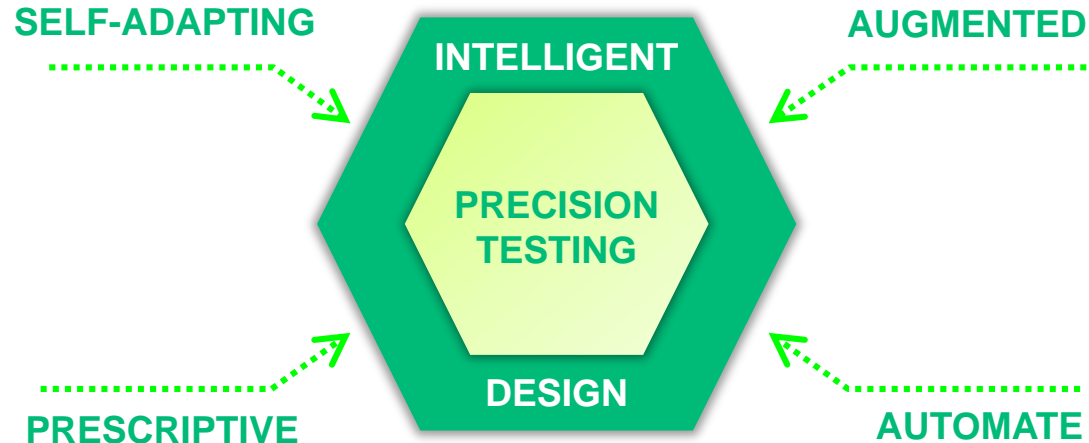 SELF-ADAPTING
AUGMENTED
INTELLIGENT
PRECISION
TESTING
DESIGN
PRESCRIPTIVE
AUTOMATE